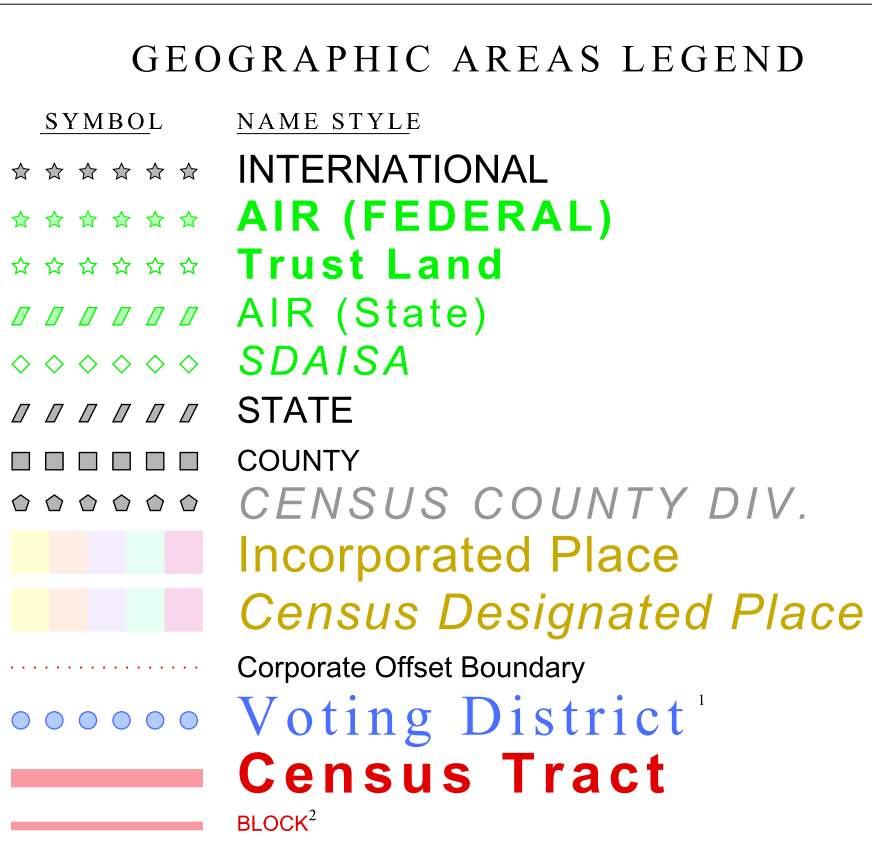 GEOGRAPHIC AREAS LEGEND
SYMBOL NAME STYLE
INTERNATIONAL
AIR (FEDERAL)
Trust Land
AIR (State)
SDAISA
STATE
COUNTY
CENSUS COUNTY DIV.
Incorporated Place
Census Designated Place
Corporate Offset Boundary
Voting District ¹
Census Tract
BLOCK²